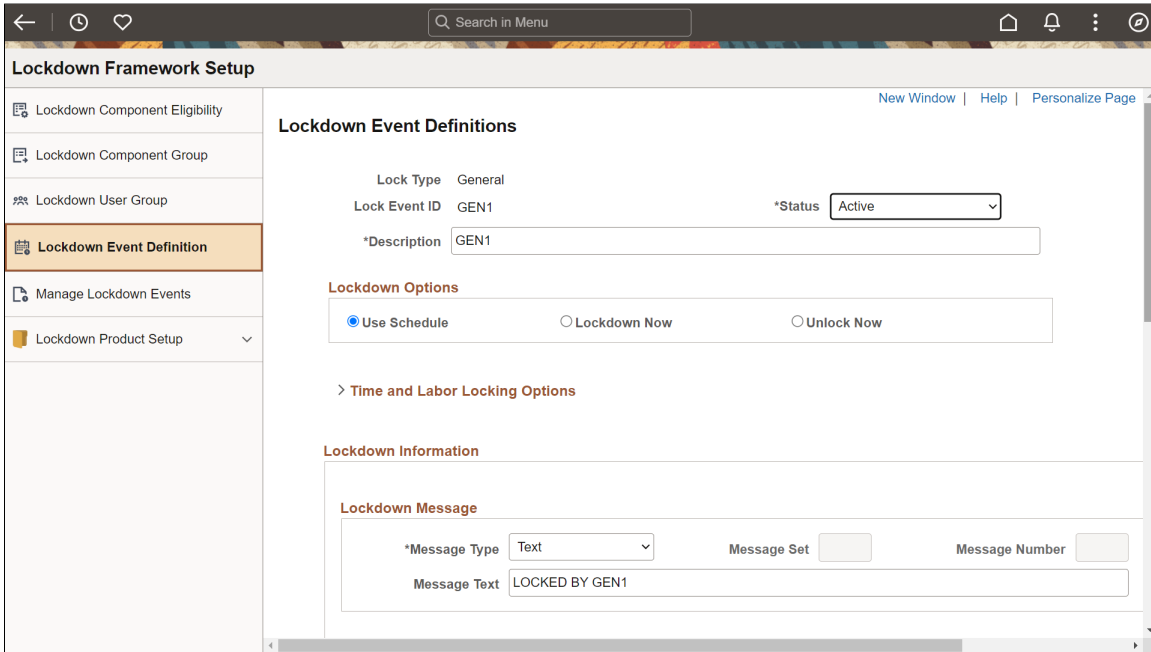 Search in Menu
Lockdown Framework Setup
Lockdown Component Eligibility
Lockdown Component Group
Lockdown User Group
Lockdown Event Definition
Manage Lockdown Events
Lockdown Product Setup
New Window | Help | Personalize Page
Lockdown Event Definitions
Lock Type General
Lock Event ID GEN1 *Status Active
*Description GEN1
Lockdown Options
Use Schedule Lockdown Now Unlock Now
Time and Labor Locking Options
Lockdown Information
Lockdown Message
*Message Type Text Message Set Message Number
Message Text LOCKED BY GEN1